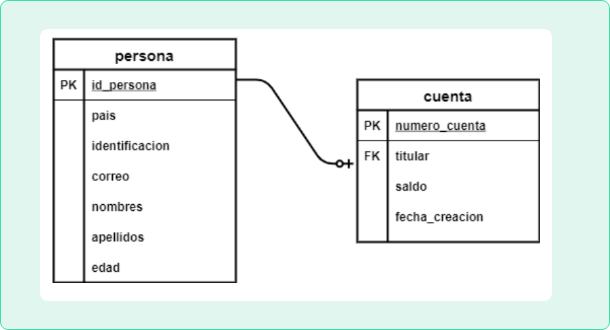 persona
PK id_persona
pais
identificacion
correo
nombres
apellidos
edad
cuenta
PK numero_cuenta
FK titular
saldo
fecha_creacion